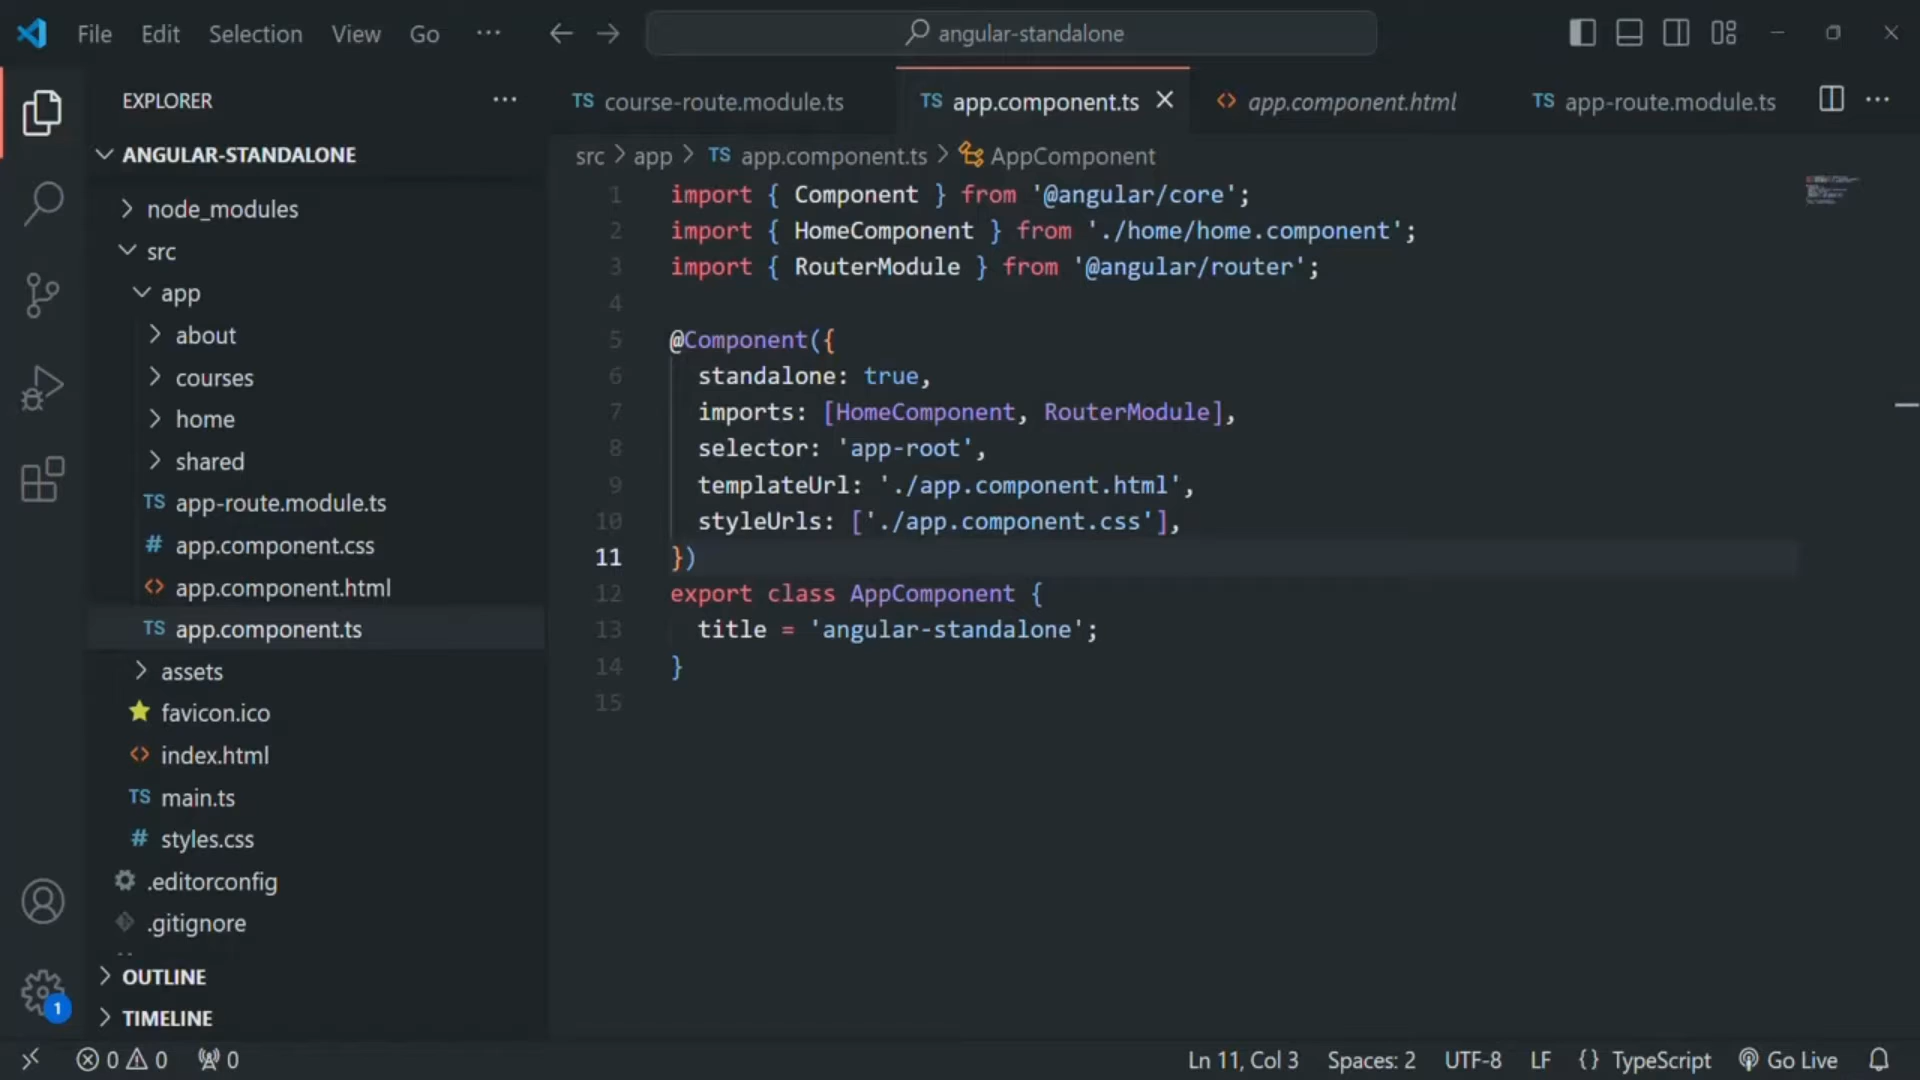 File Edit Selection View Go ··· angular-standalone
EXPLORER ···
ANGULAR-STANDALONE
node_modules
src
app
about
courses
home
shared
TS app-route.module.ts
# app.component.css
<> app.component.html
TS app.component.ts
assets
favicon.ico
<> index.html
TS main.ts
# styles.css
.editorconfig
.gitignore
OUTLINE
TIMELINE
1
TS course-route.module.ts TS app.component.ts <> app.component.html TS app-route.module.ts ···
src > app > TS app.component.ts > AppComponent
1 import { Component } from '@angular/core';
2 import { HomeComponent } from './home/home.component';
3 import { RouterModule } from '@angular/router';
4
5 @Component({
6 standalone: true,
7 imports: [HomeComponent, RouterModule],
8 selector: 'app-root',
9 templateUrl: './app.component.html',
10 styleUrls: ['./app.component.css'],
11 })
12 export class AppComponent {
13 title = 'angular-standalone';
14 }
15
0 0 0 Ln 11, Col 3 Spaces: 2 UTF-8 LF {} TypeScript Go Live